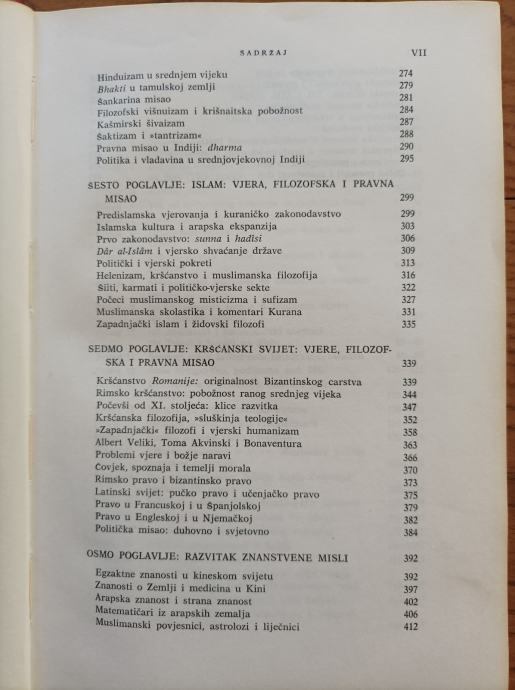 SADRŽAJ VII
Hinduizam u srednjem vijeku 274
Bhakti u tamulskoj zemlji 279
Šankarina misao 281
Filozofski višnuizam i krišnaitska pobožnost 284
Kašmirski šivaizam 287
Šaktizam i »tantrizam« 288
Pravna misao u Indiji: dharma 290
Politika i vladavina u srednjovjekovnoj Indiji 295
ŠESTO POGLAVLJE: ISLAM: VJERA, FILOZOFSKA I PRAVNA
MISAO 299
Predislamska vjerovanja i kuraničko zakonodavstvo 299
Islamska kultura i arapska ekspanzija 303
Prvo zakonodavstvo: sunna i hadîsi 306
Dâr al-Islâm i vjersko shvaćanje države 309
Politički i vjerski pokreti 313
Helenizam, kršćanstvo i muslimanska filozofija 316
Šiiti, karmati i političko-vjerske sekte 322
Počeci muslimanskog misticizma i sufizam 327
Muslimanska skolastika i komentari Kurana 331
Zapadnjački islam i židovski filozofi 335
SEDMO POGLAVLJE: KRŠĆANSKI SVIJET: VJERE, FILOZOF-
SKA I PRAVNA MISAO 339
Kršćanstvo Romanije: originalnost Bizantinskog carstva 339
Rimsko kršćanstvo: pobožnost ranog srednjeg vijeka 344
Počevši od XI. stoljeća: klice razvitka 347
Kršćanska filozofija, »sluškinja teologije« 352
»Zapadnjački« filozofi i vjerski humanizam 358
Albert Veliki, Toma Akvinski i Bonaventura 363
Problemi vjere i božje naravi 366
Čovjek, spoznaja i temelji morala 370
Rimsko pravo i bizantinsko pravo 373
Latinski svijet: pučko pravo i učenjačko pravo 375
Pravo u Francuskoj i u Španjolskoj 379
Pravo u Engleskoj i u Njemačkoj 382
Politička misao: duhovno i svjetovno 384
OSMO POGLAVLJE: RAZVITAK ZNANSTVENE MISLI 392
Egzaktne znanosti u kineskom svijetu 392
Znanosti o Zemlji i medicina u Kini 397
Arapska znanost i strana znanost 402
Matematičari iz arapskih zemalja 406
Muslimanski povjesnici, astrolozi i liječnici 412